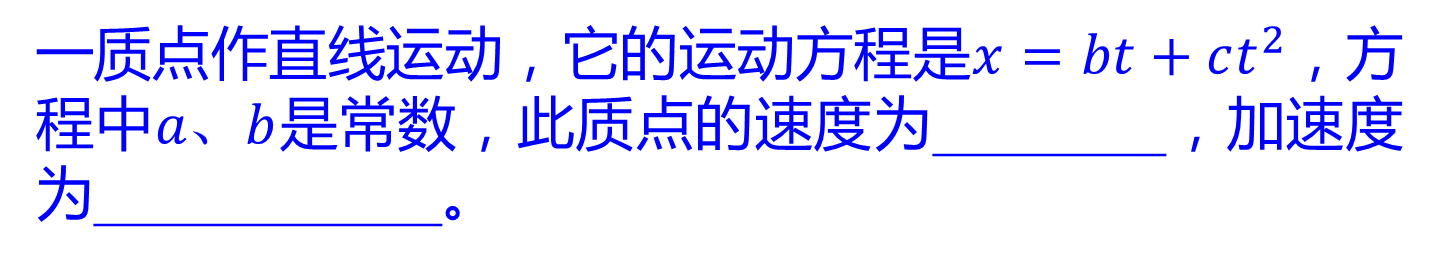 一质点作直线运动，它的运动方程是x = bt + ct²，方
程中a、b是常数，此质点的速度为________，加速度
为____________。